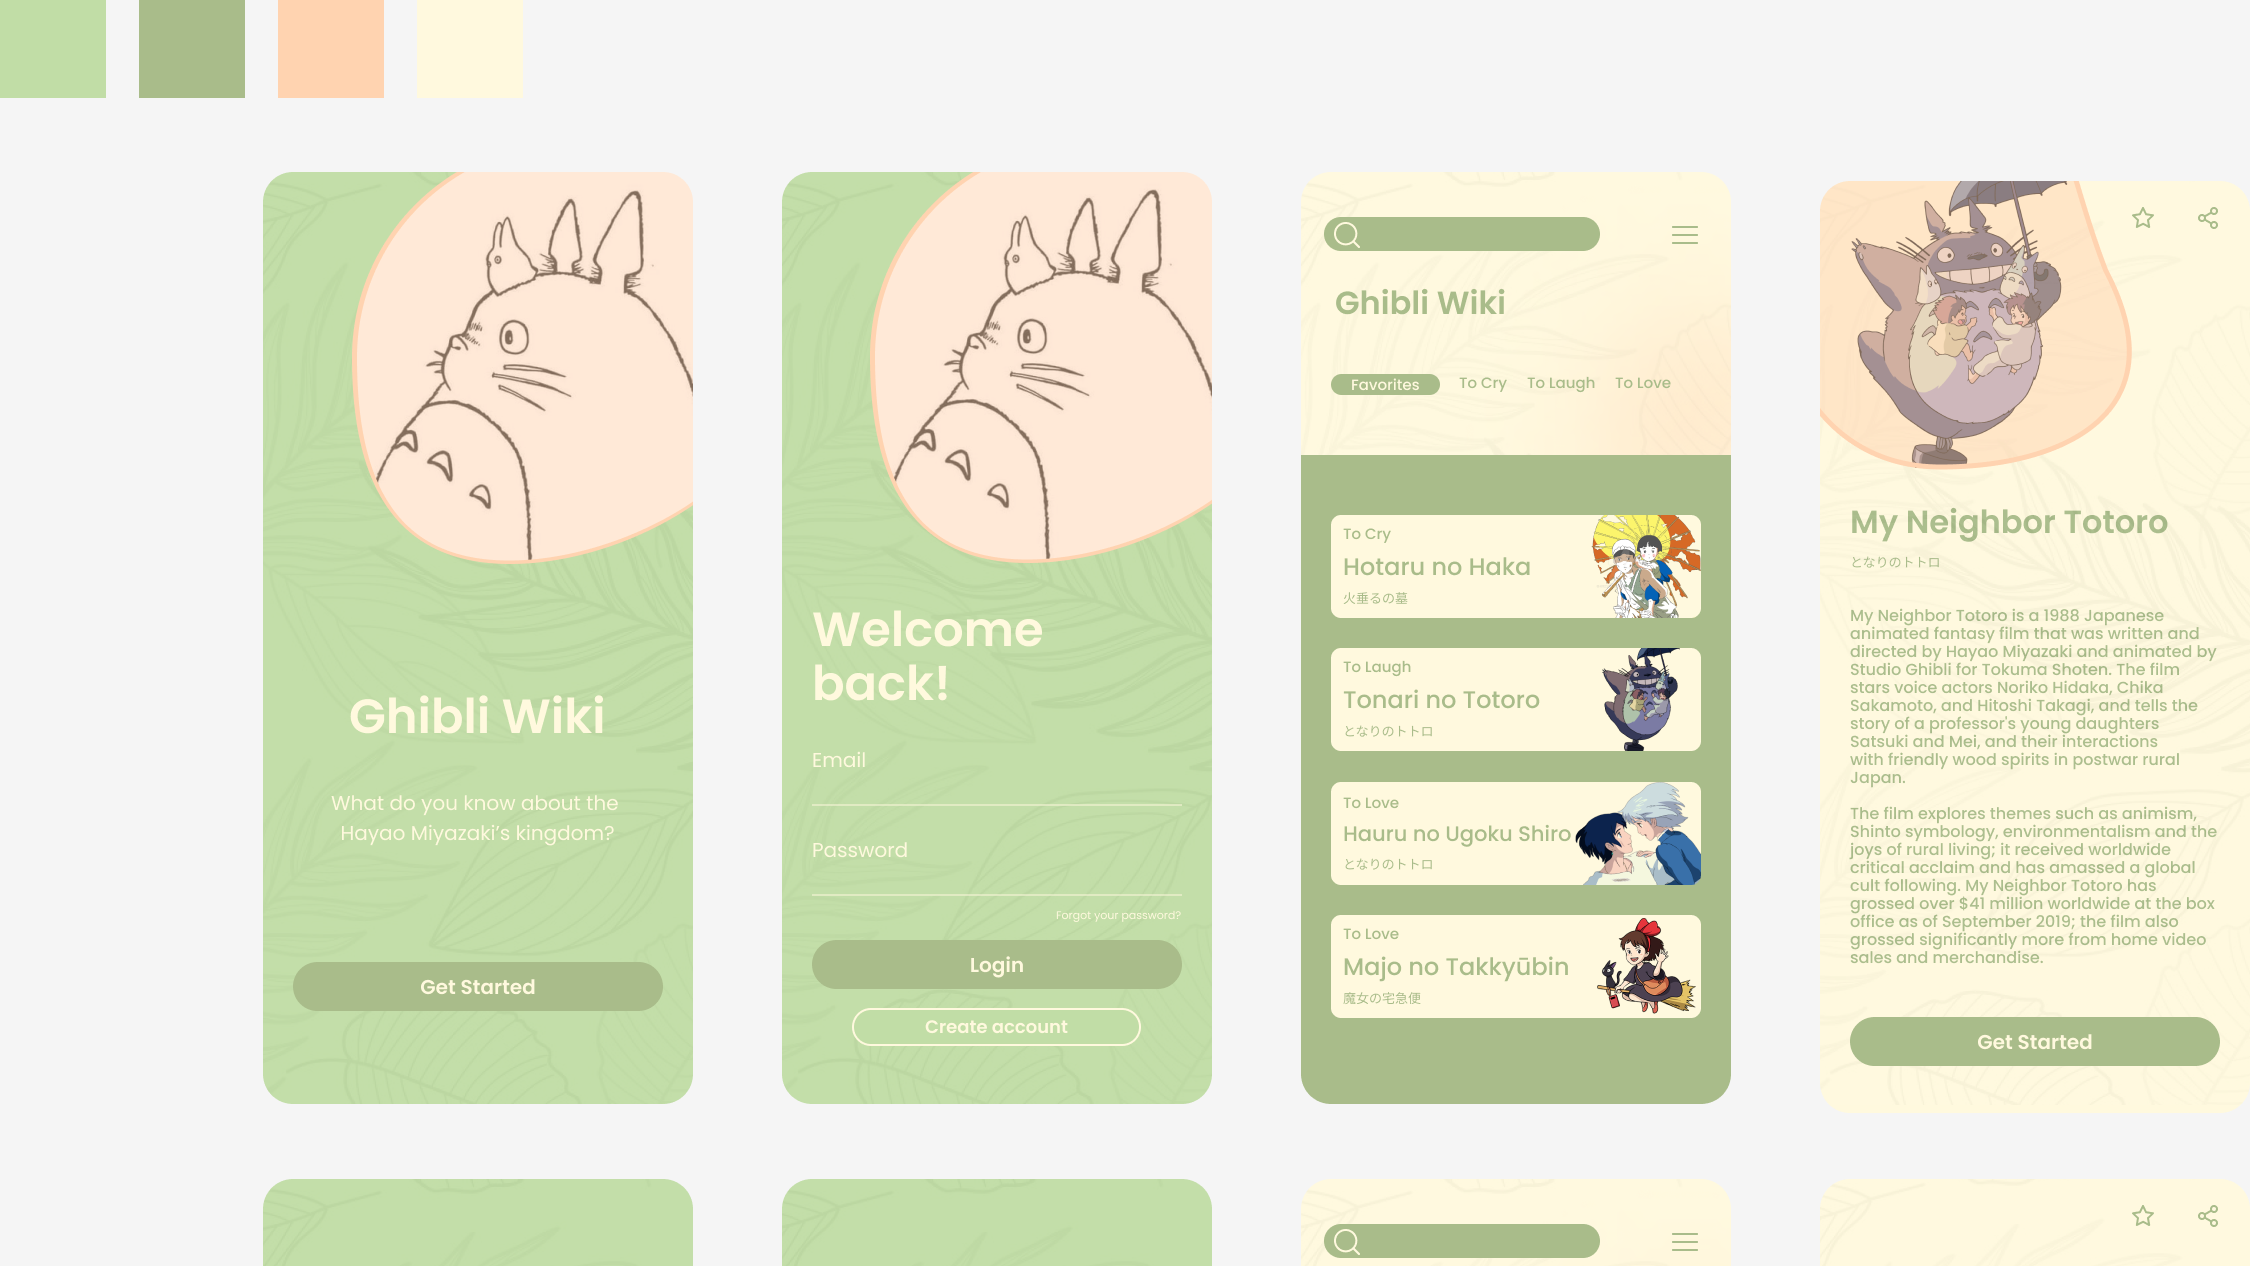 Ghibli Wiki
What do you know about the
Hayao Miyazaki's kingdom?
Get Started
Welcome
back!
Email
Password
Forgot your password?
Login
Create account
Ghibli Wiki
Favorites To Cry To Laugh To Love
To Cry
Hotaru no Haka
火垂るの墓
To Laugh
Tonari no Totoro
となりのトトロ
To Love
Hauru no Ugoku Shiro
となりのトトロ
To Love
Majo no Takkyūbin
魔女の宅急便
My Neighbor Totoro
となりのトトロ
My Neighbor Totoro is a 1988 Japanese
animated fantasy film that was written and
directed by Hayao Miyazaki and animated by
Studio Ghibli for Tokuma Shoten. The film
stars voice actors Noriko Hidaka, Chika
Sakamoto, and Hitoshi Takagi, and tells the
story of a professor's young daughters
Satsuki and Mei, and their interactions
with friendly wood spirits in postwar rural
Japan.
The film explores themes such as animism,
Shinto symbology, environmentalism and the
joys of rural living; it received worldwide
critical acclaim and has amassed a global
cult following. My Neighbor Totoro has
grossed over $41 million worldwide at the box
office as of September 2019; the film also
grossed significantly more from home video
sales and merchandise.
Get Started